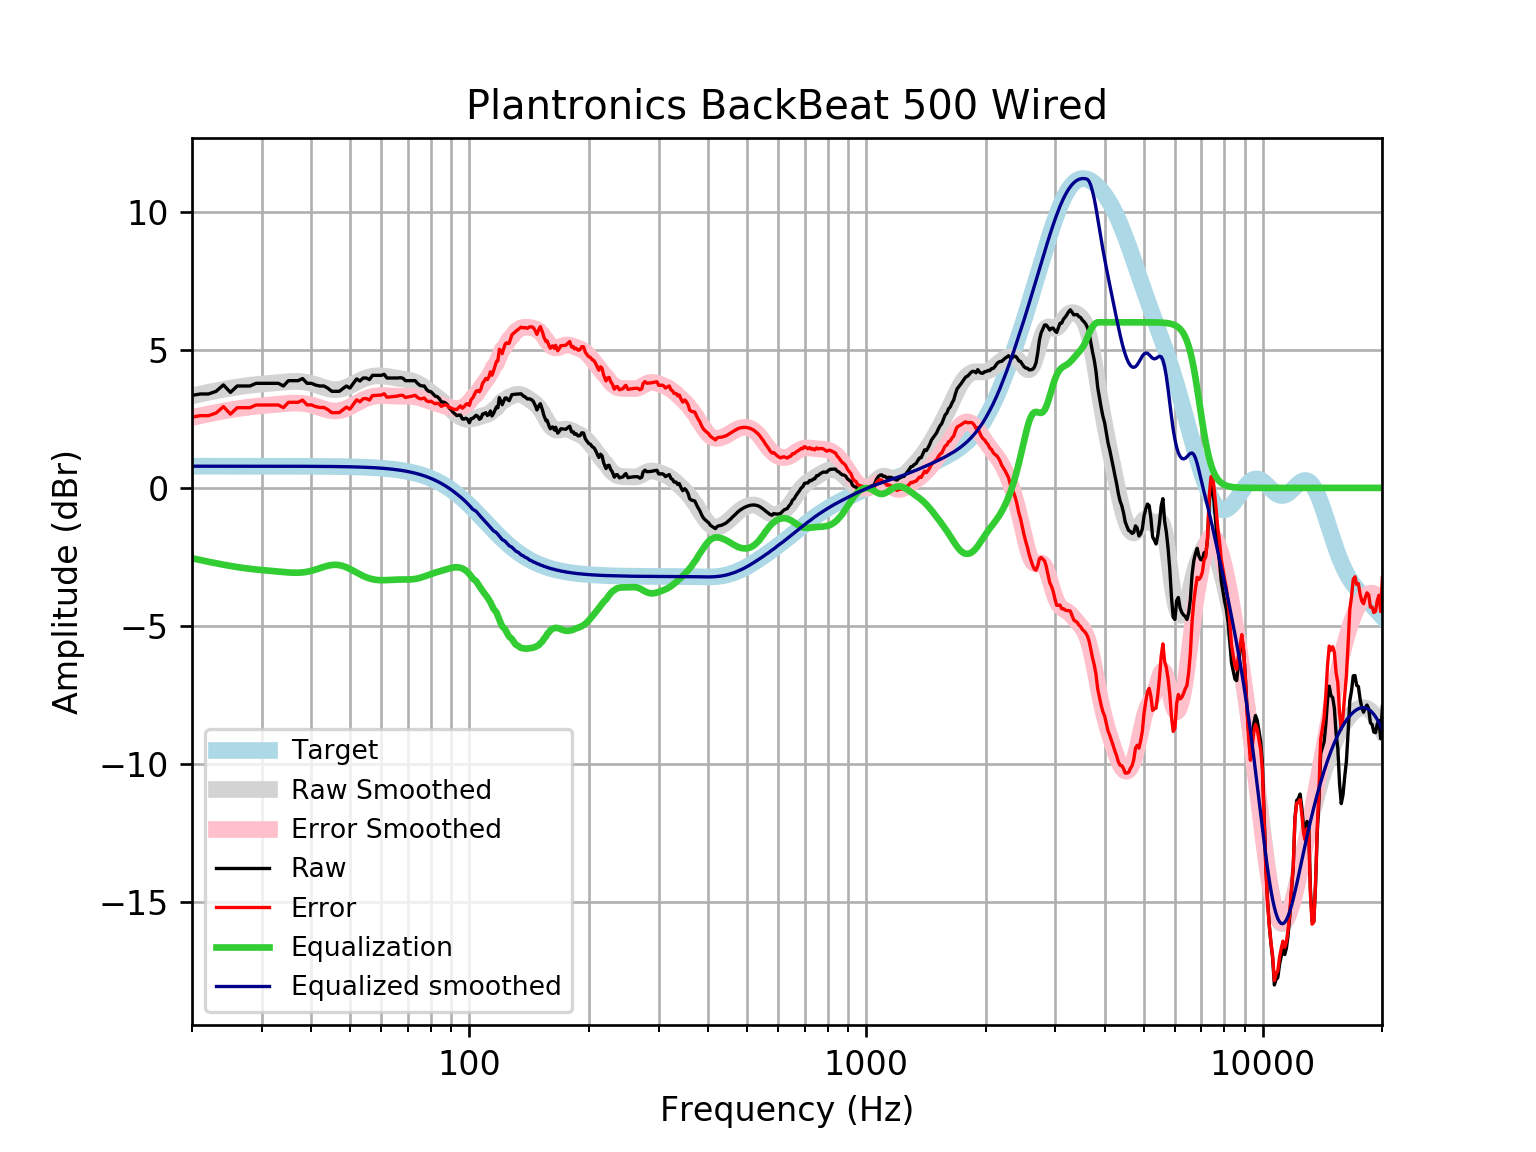 Plantronics BackBeat 500 Wired
Amplitude (dBr)
10
5
0
−5
−10
−15
Target
Raw Smoothed
Error Smoothed
Raw
Error
Equalization
Equalized smoothed
100
1000
10000
Frequency (Hz)